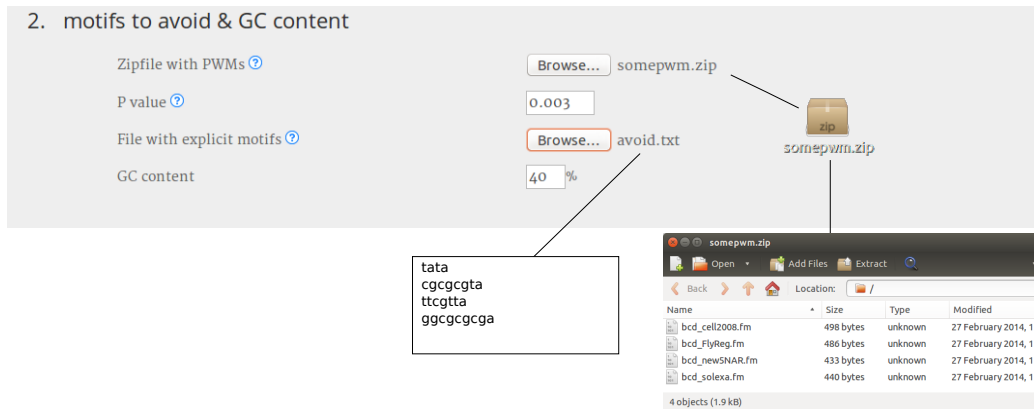 2. motifs to avoid & GC content
Zipfile with PWMs ? Browse... somepwm.zip
P value ? 0.003
File with explicit motifs ? Browse... avoid.txt
GC content 40 %
zip
somepwm.zip
tata
cgcgcgta
ttcgtta
ggcgcgcga
somepwm.zip
Open Add Files Extract
Back Location: /
Name Size Type Modified
bcd_cell2008.fm 498 bytes unknown 27 February 2014, 1
bcd_FlyReg.fm 486 bytes unknown 27 February 2014, 1
bcd_newSNAR.fm 433 bytes unknown 27 February 2014, 1
bcd_solexa.fm 440 bytes unknown 27 February 2014, 1
4 objects (1.9 kB)